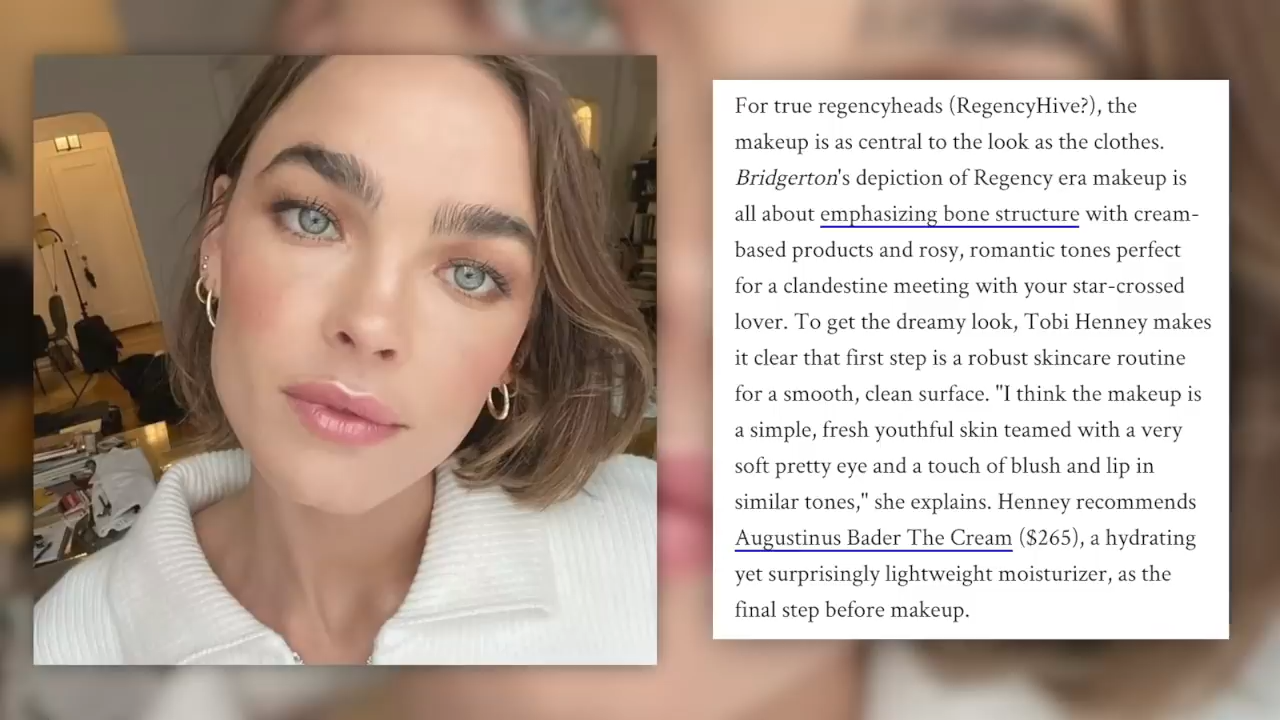 For true regencyheads (RegencyHive?), the
makeup is as central to the look as the clothes.
Bridgerton's depiction of Regency era makeup is
all about emphasizing bone structure with cream-
based products and rosy, romantic tones perfect
for a clandestine meeting with your star-crossed
lover. To get the dreamy look, Tobi Henney makes
it clear that first step is a robust skincare routine
for a smooth, clean surface. "I think the makeup is
a simple, fresh youthful skin teamed with a very
soft pretty eye and a touch of blush and lip in
similar tones," she explains. Henney recommends
Augustinus Bader The Cream ($265), a hydrating
yet surprisingly lightweight moisturizer, as the
final step before makeup.